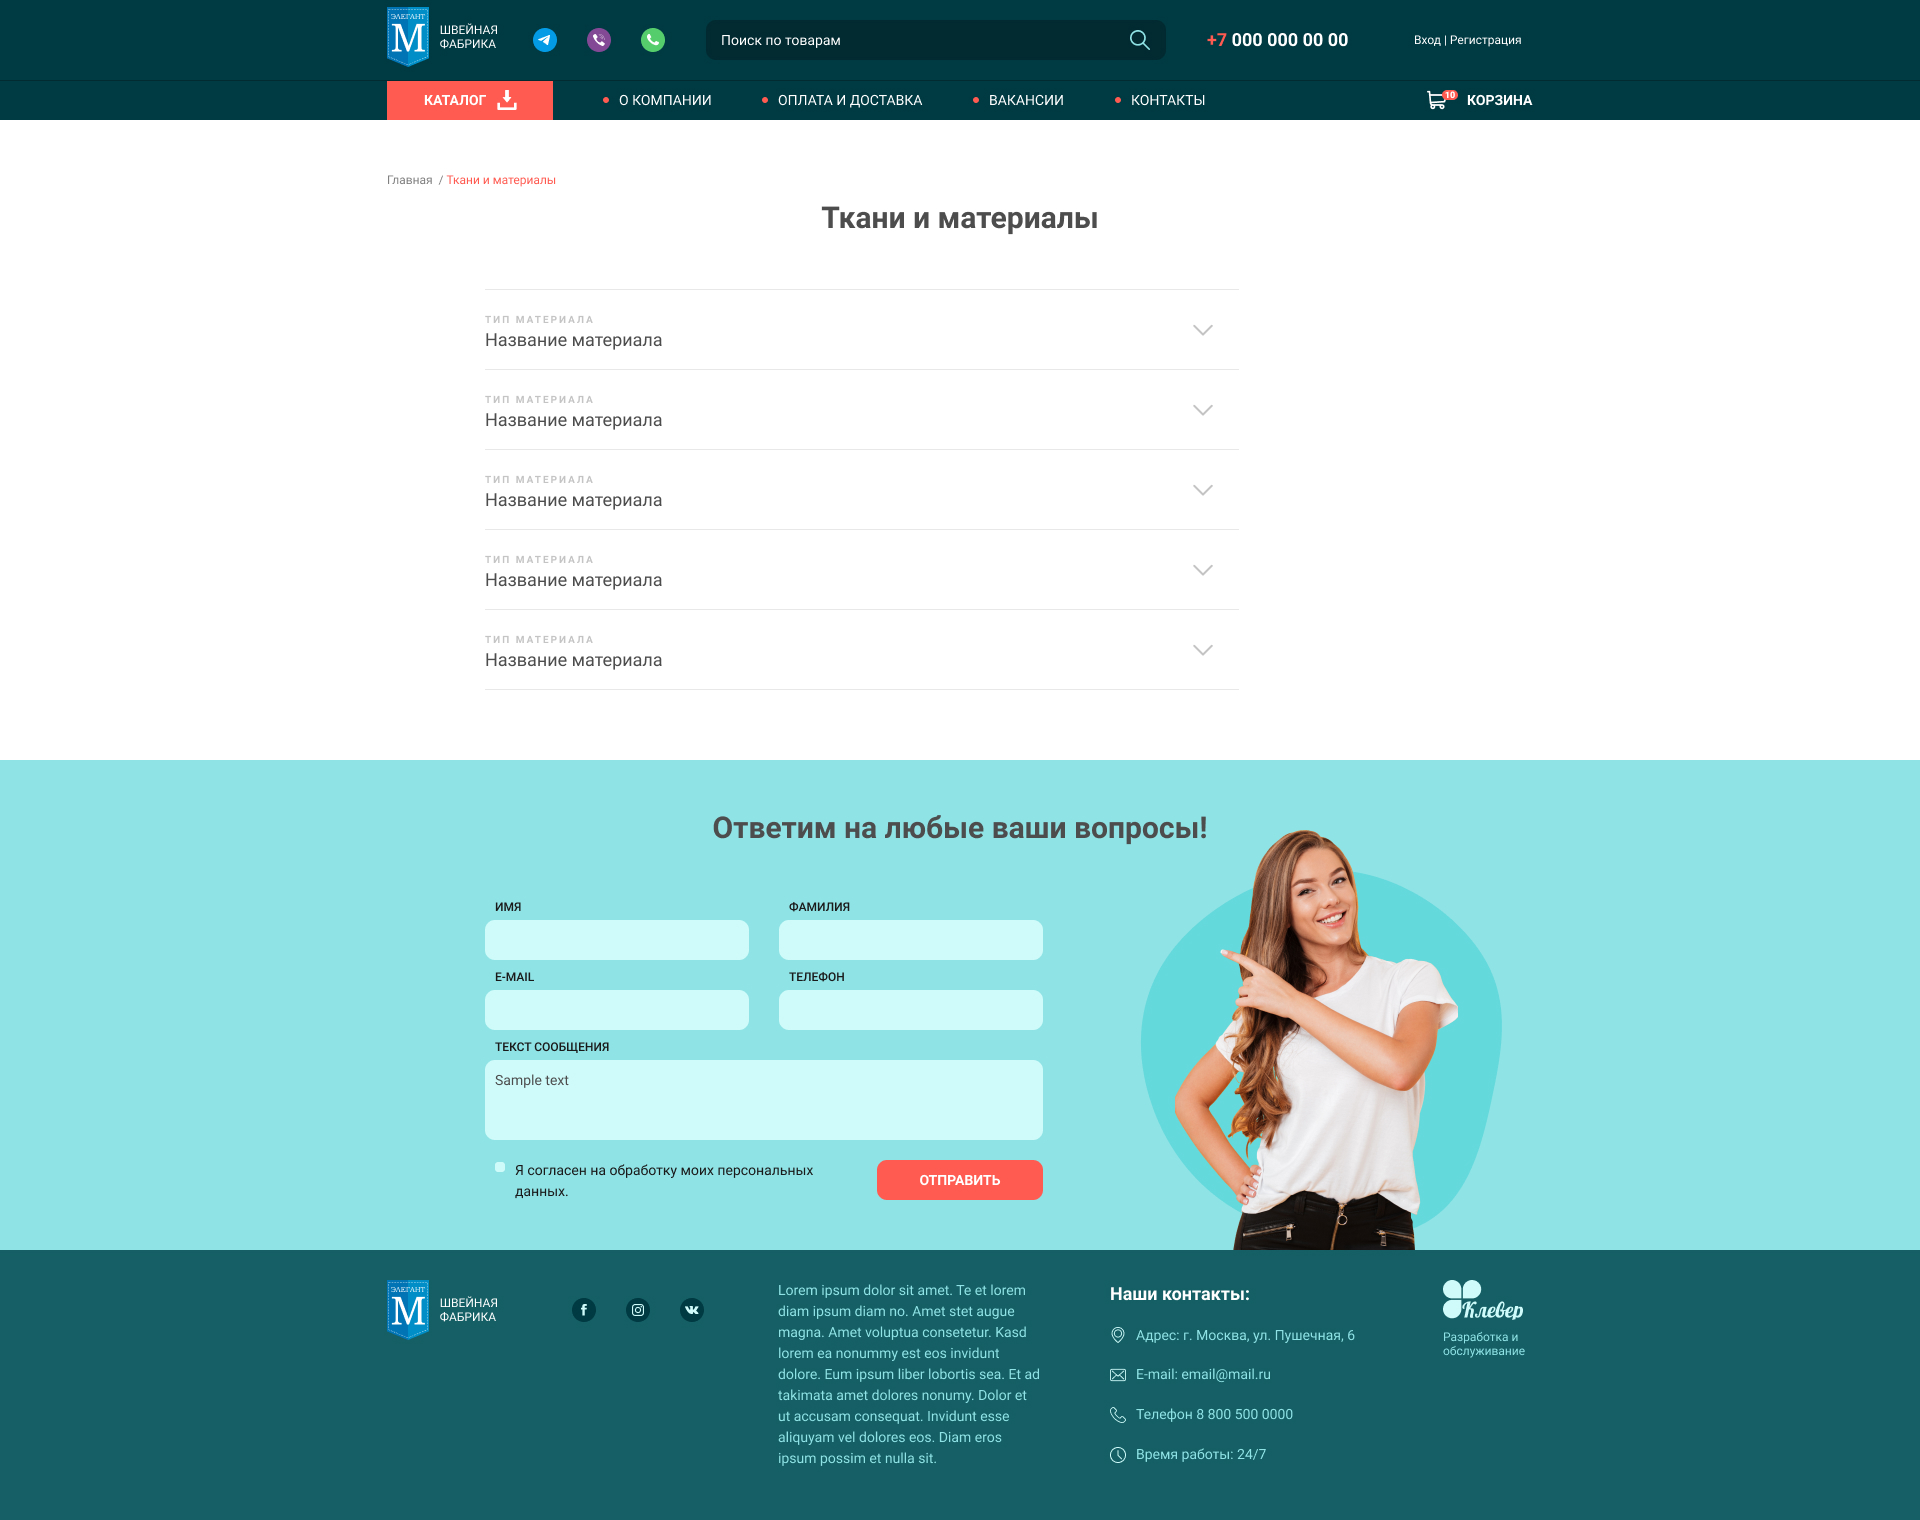 ЭЛЕГАНТ
М
ШВЕЙНАЯ
ФАБРИКА
Поиск по товарам
+7 000 000 00 00
Вход | Регистрация
КАТАЛОГ
О КОМПАНИИ
ОПЛАТА И ДОСТАВКА
ВАКАНСИИ
КОНТАКТЫ
10
КОРЗИНА
Главная / Ткани и материалы
Ткани и материалы
ТИП МАТЕРИАЛА
Название материала
ТИП МАТЕРИАЛА
Название материала
ТИП МАТЕРИАЛА
Название материала
ТИП МАТЕРИАЛА
Название материала
ТИП МАТЕРИАЛА
Название материала
Ответим на любые ваши вопросы!
ИМЯ
ФАМИЛИЯ
E-MAIL
ТЕЛЕФОН
ТЕКСТ СООБЩЕНИЯ
Sample text
Я согласен на обработку моих персональных
данных.
ОТПРАВИТЬ
ЭЛЕГАНТ
М
ШВЕЙНАЯ
ФАБРИКА
Lorem ipsum dolor sit amet. Te et lorem
diam ipsum diam no. Amet stet augue
magna. Amet voluptua consetetur. Kasd
lorem ea nonummy est eos invidunt
dolore. Eum ipsum liber lobortis sea. Et ad
takimata amet dolores nonumy. Dolor et
ut accusam consequat. Invidunt esse
aliquyam vel dolores eos. Diam eros
ipsum possim et nulla sit.
Наши контакты:
Адрес: г. Москва, ул. Пушечная, 6
E-mail: email@mail.ru
Телефон 8 800 500 0000
Время работы: 24/7
Клевер
Разработка и
обслуживание